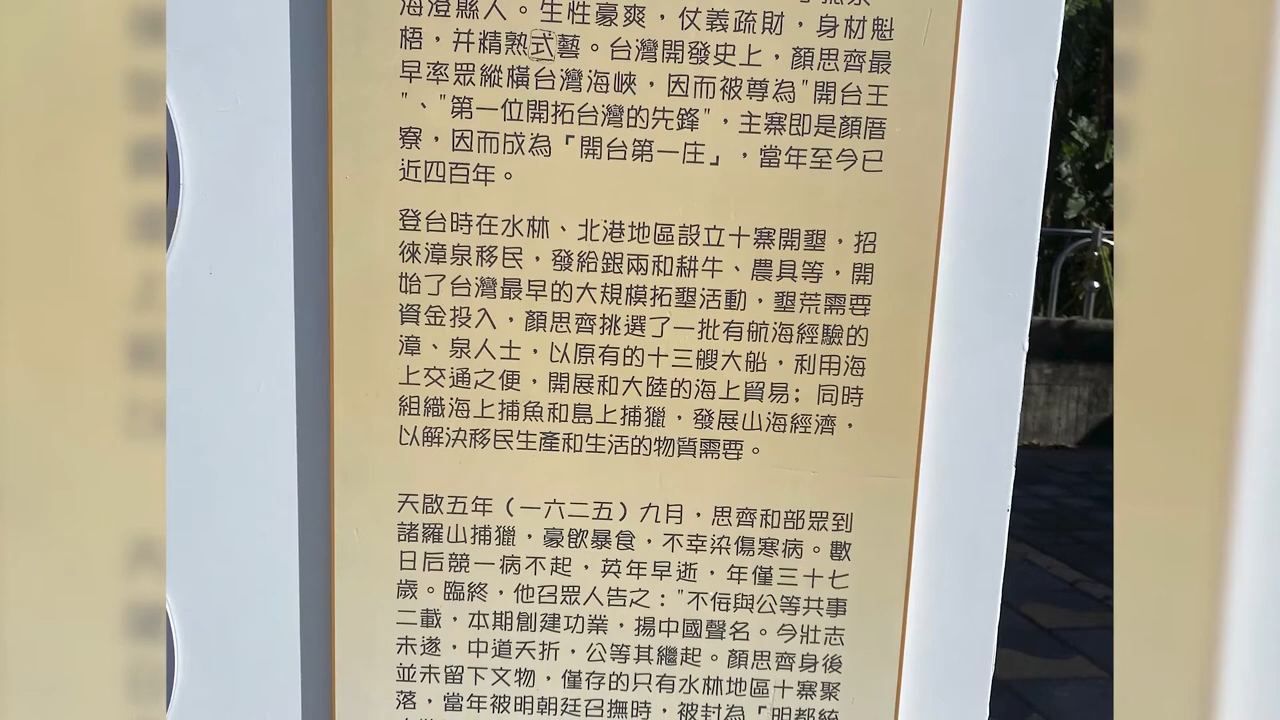 海澄縣人。生性豪爽，仗義疏財，身材魁
梧，并精熟式藝。台灣開發史上，顏思齊最
早率眾縱橫台灣海峽，因而被尊為"開台王
"、"第一位開拓台灣的先鋒"，主寨即是顏厝
寮，因而成為「開台第一庄」，當年至今已
近四百年。
登台時在水林、北港地區設立十寨開墾，招
徠漳泉移民，發給銀兩和耕牛、農具等，開
始了台灣最早的大規模拓墾活動，墾荒需要
資金投入，顏思齊挑選了一批有航海經驗的
漳、泉人士，以原有的十三艘大船，利用海
上交通之便，開展和大陸的海上貿易；同時
組織海上捕魚和島上捕獵，發展山海經濟，
以解決移民生產和生活的物質需要。
天啟五年（一六二五）九月，思齊和部眾到
諸羅山捕獵，豪飲暴食，不幸染傷寒病。數
日后競一病不起，英年早逝，年僅三十七
歲。臨終，他召眾人告之："不侮與公等共事
二載，本期創建功業，揚中國聲名。今壯志
未遂，中道夭折，公等其繼起。顏思齊身後
並未留下文物，僅存的只有水林地區十寨聚
落，當年被明朝廷召撫時，被封為「明都統